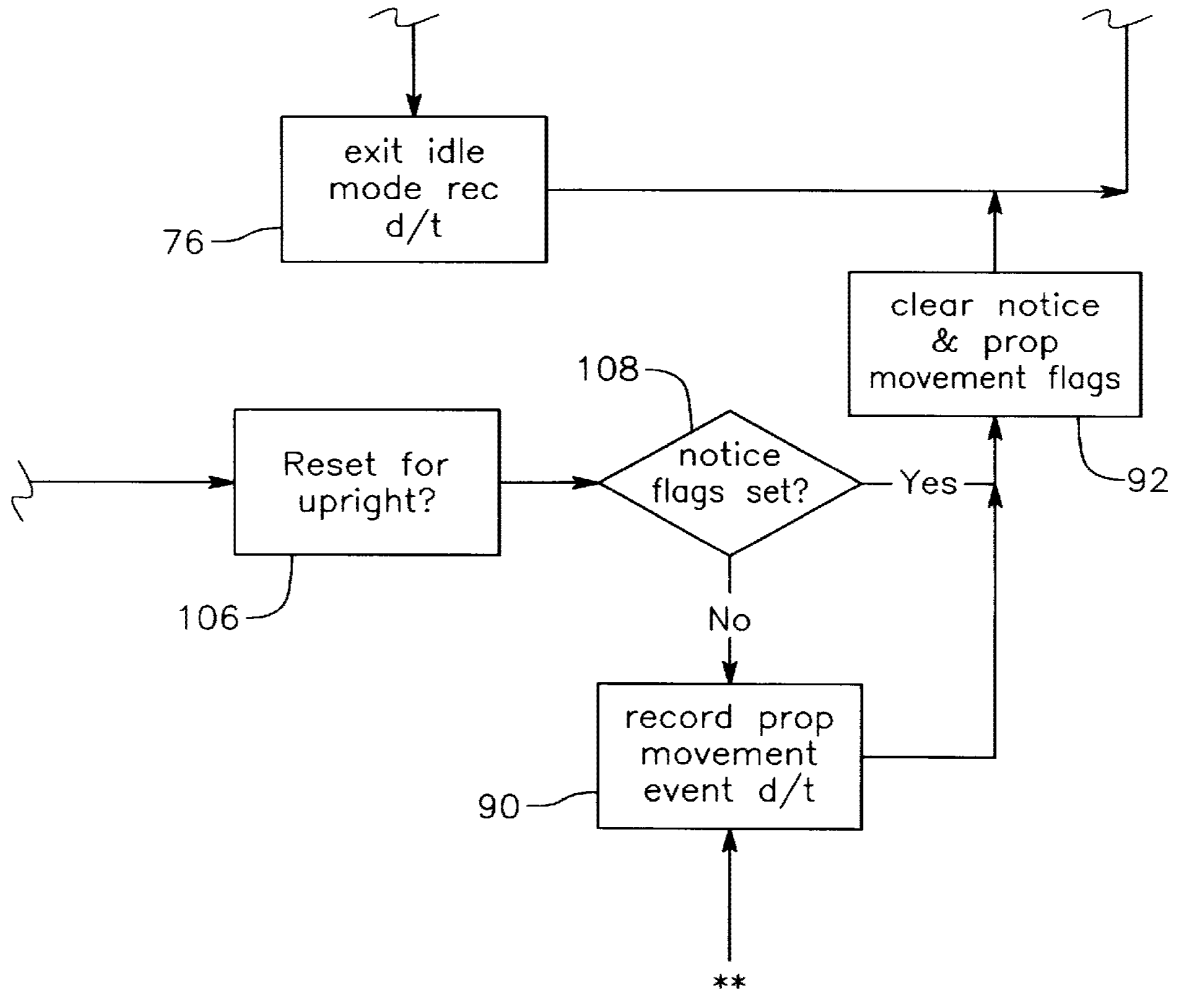 exit idle
mode rec
d/t
76
clear notice
& prop
movement flags
92
108
notice
flags set?
Yes
Reset for
upright?
106
No
record prop
movement
event d/t
90
**